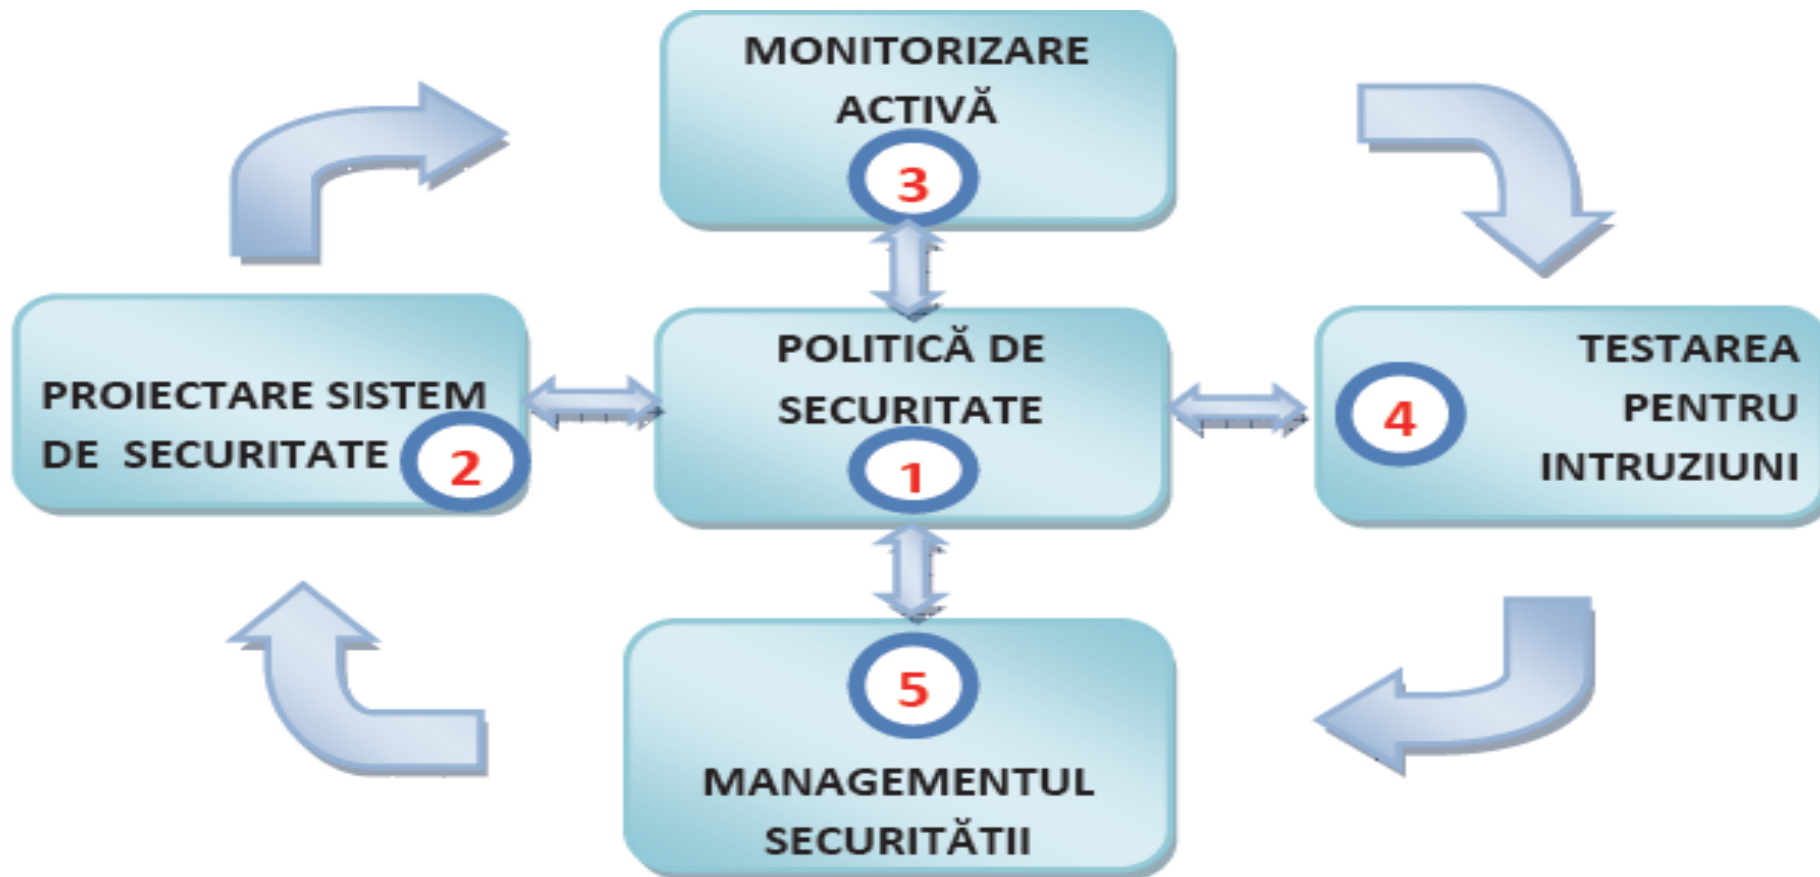 MONITORIZARE
ACTIVĂ
3
PROIECTARE SISTEM
DE SECURITATE
2
POLITICĂ DE
SECURITATE
1
TESTAREA
PENTRU
INTRUZIUNI
4
5
MANAGEMENTUL
SECURITĂTII